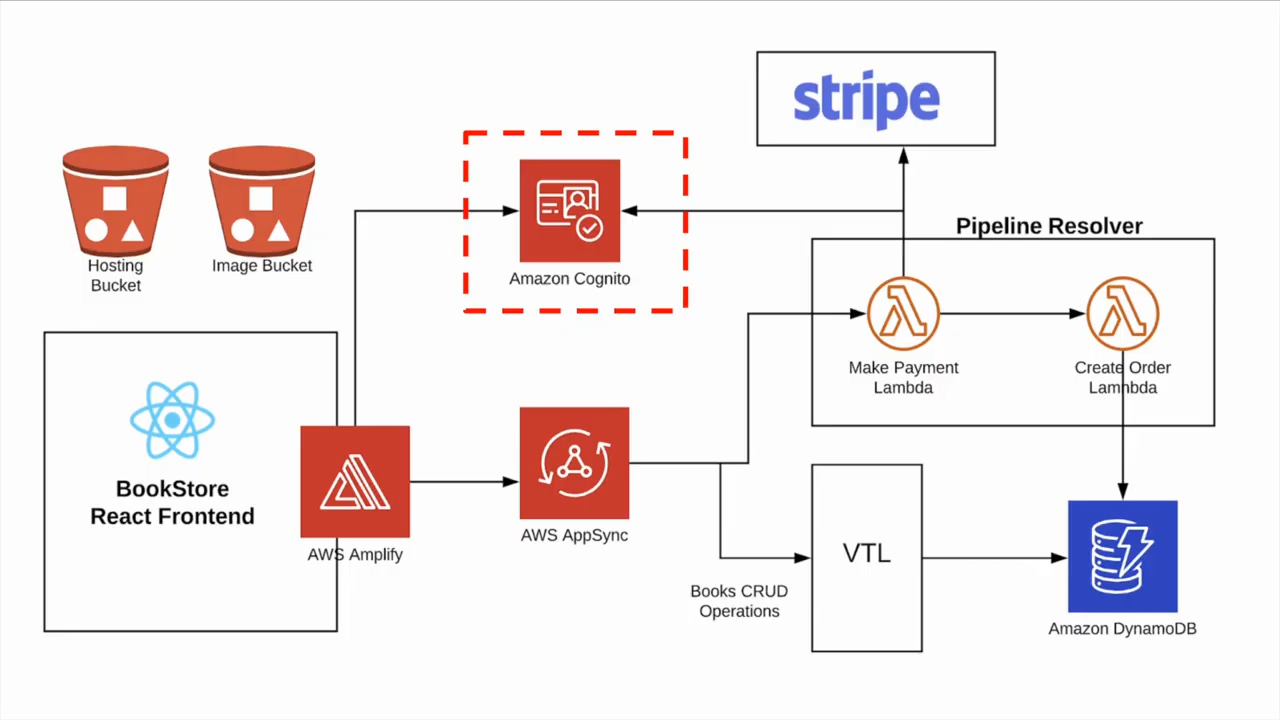 stripe
Pipeline Resolver
Hosting
Bucket
Image Bucket
Amazon Cognito
Make Payment
Lambda
Create Order
Lamhbda
BookStore
React Frontend
AWS Amplify
AWS AppSync
VTL
Books CRUD
Operations
Amazon DynamoDB